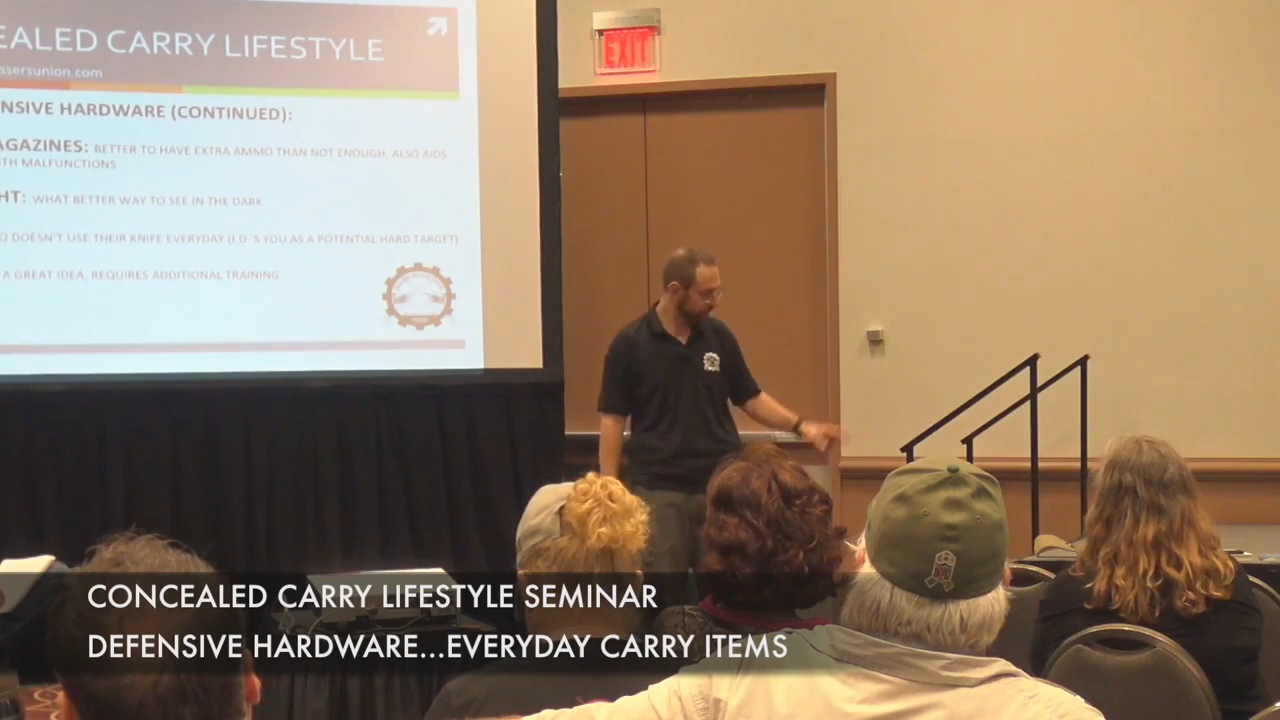 EALED CARRY LIFESTYLE
ssersunion.com
NSIVE HARDWARE (CONTINUED):
AGAZINES: BETTER TO HAVE EXTRA AMMO THAN NOT ENOUGH, ALSO AIDS
TH MALFUNCTIONS
HT: WHAT BETTER WAY TO SEE IN THE DARK
O DOESN'T USE THEIR KNIFE EVERYDAY (I D 'S YOU AS A POTENTIAL HARD TARGET)
A GREAT IDEA, REQUIRES ADDITIONAL TRAINING
EXIT
NFL
CONCEALED CARRY LIFESTYLE SEMINAR
DEFENSIVE HARDWARE...EVERYDAY CARRY ITEMS